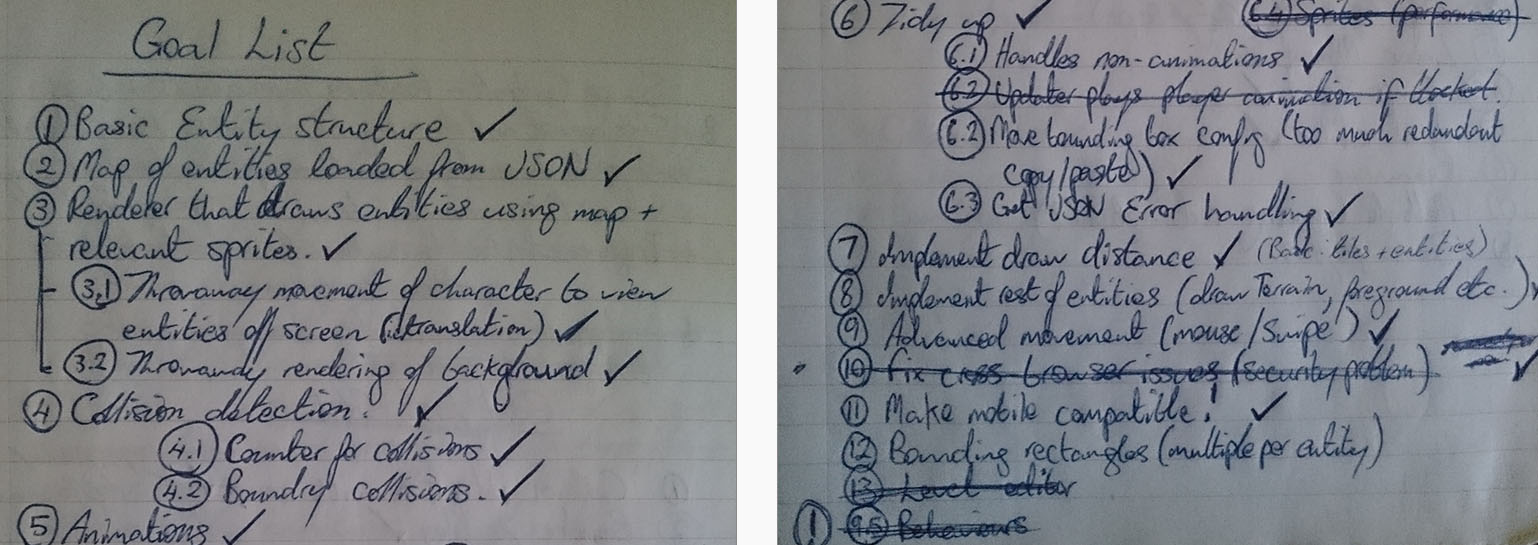 Goal List
① Basic Entity structure ✓
② Map of entities loaded from JSON ✓
③ Renderer that draws entities using map +
relevant sprites. ✓
3.1 Throwaway movement of character to view
entities off screen (translation) ✓
3.2 Throwaway rendering of background ✓
④ Collision detection. ✓
4.1 Counter for collisions ✓
4.2 Boundry collisions. ✓
⑤ Animations ✓
⑥ Tidy up ✓
6.4 Sprites (performance)
6.1 Handles non-animations ✓
6.2 Updater plays player animation if blocked.
6.2 Move bounding box config (too much redundant
copy/paste) ✓
6.3 Get JSON Error handling ✓
⑦ Implement draw distance ✓ (Basic tiles + entities)
⑧ Implement rest of entities (draw Terrain, foreground etc.)
⑨ Advanced movement (mouse/Swipe) ✓
⑩ Fix cross browser issues (security problem) ✓
⑪ Make mobile compatible! ✓
⑫ Bounding rectangles (multiple per entity)
⑬ Level editor
! 9.5 Behaviours